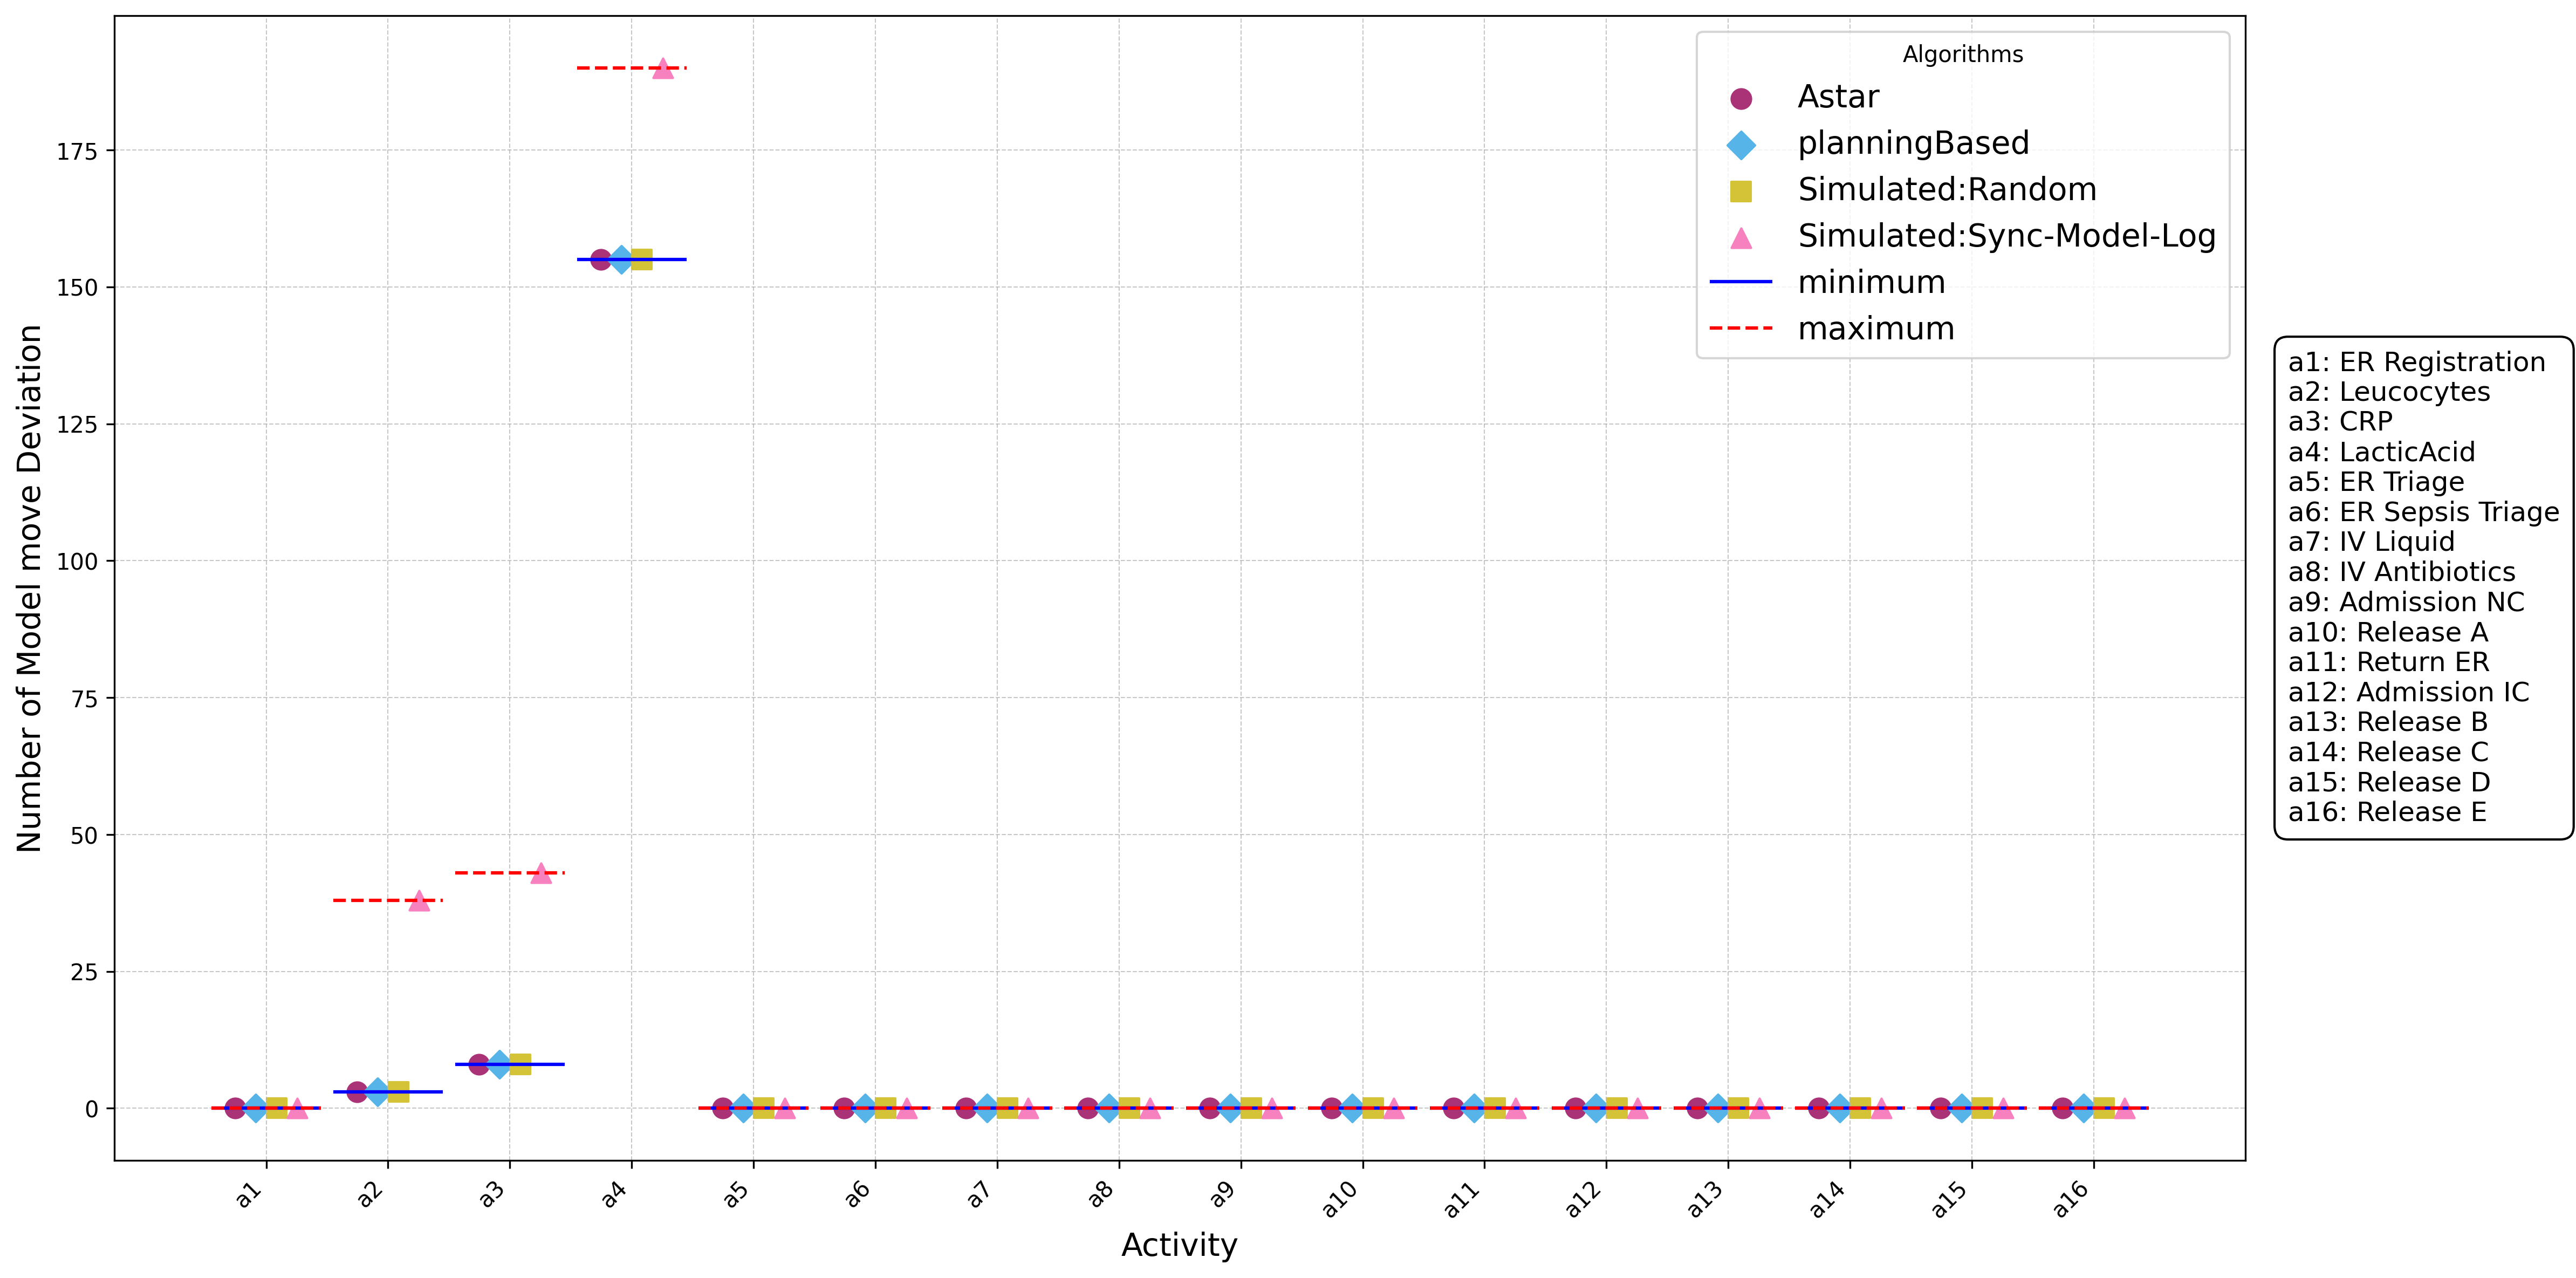 Number of Model move Deviation
175
150
125
100
75
50
25
0
a1
a2
a3
a4
a5
a6
a7
a8
a9
a10
a11
a12
a13
a14
a15
a16
Activity
Algorithms
Astar
planningBased
Simulated:Random
Simulated:Sync-Model-Log
minimum
maximum
a1: ER Registration
a2: Leucocytes
a3: CRP
a4: LacticAcid
a5: ER Triage
a6: ER Sepsis Triage
a7: IV Liquid
a8: IV Antibiotics
a9: Admission NC
a10: Release A
a11: Return ER
a12: Admission IC
a13: Release B
a14: Release C
a15: Release D
a16: Release E